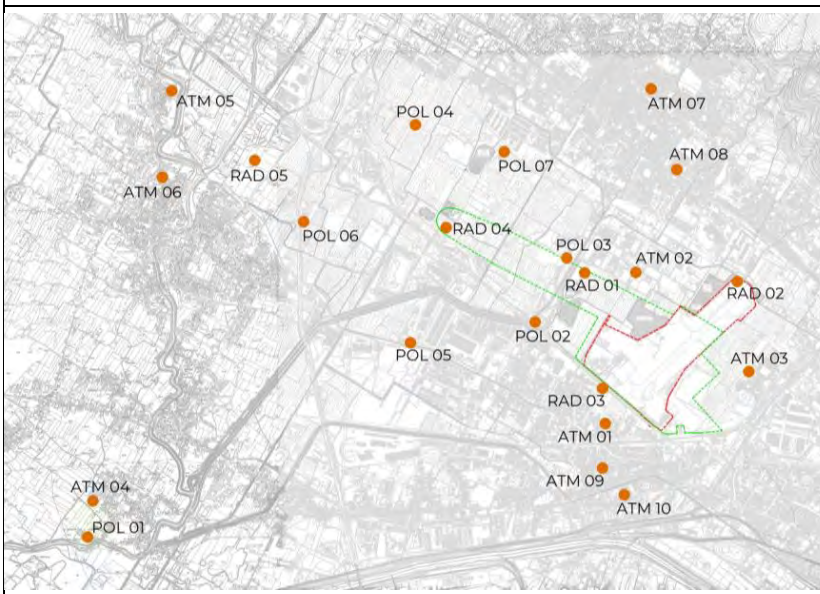 ATM 05
ATM 07
POL 04
POL 07
ATM 08
RAD 05
ATM 06
POL 06
RAD 04
POL 03
ATM 02
RAD 01
RAD 02
POL 02
POL 05
ATM 03
RAD 03
ATM 01
ATM 09
ATM 04
ATM 10
POL 01